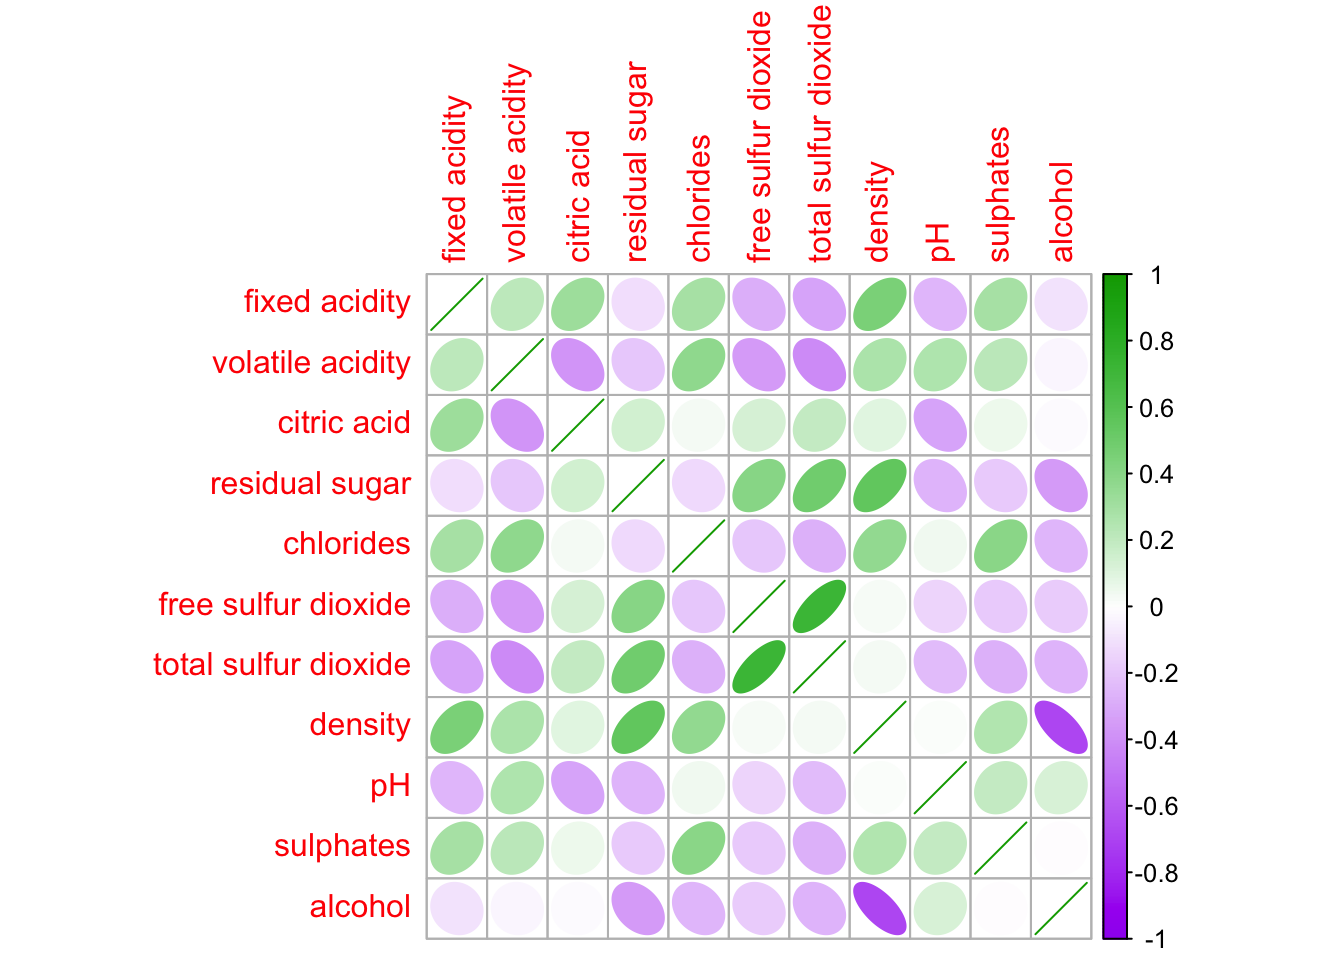 fixed acidity
volatile acidity
citric acid
residual sugar
chlorides
free sulfur dioxide
total sulfur dioxide
density
pH
sulphates
alcohol
fixed acidity
volatile acidity
citric acid
residual sugar
chlorides
free sulfur dioxide
total sulfur dioxide
density
pH
sulphates
alcohol
1
0.8
0.6
0.4
0.2
0
-0.2
-0.4
-0.6
-0.8
-1